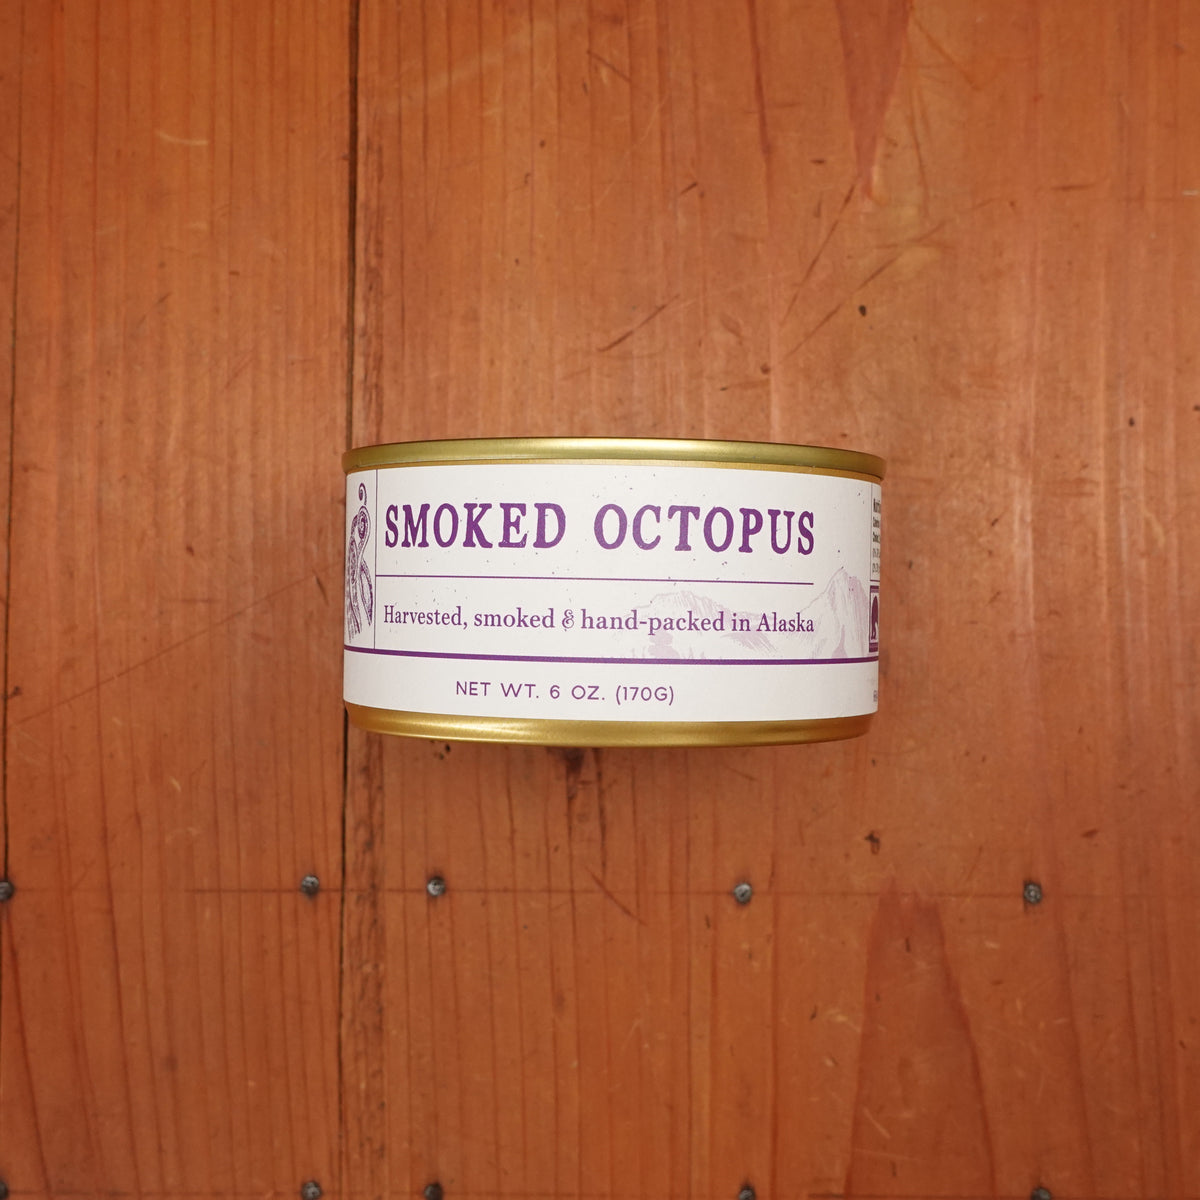 SMOKED OCTOPUS
Harvested, smoked & hand-packed in Alaska
NET WT. 6 OZ. (170G)